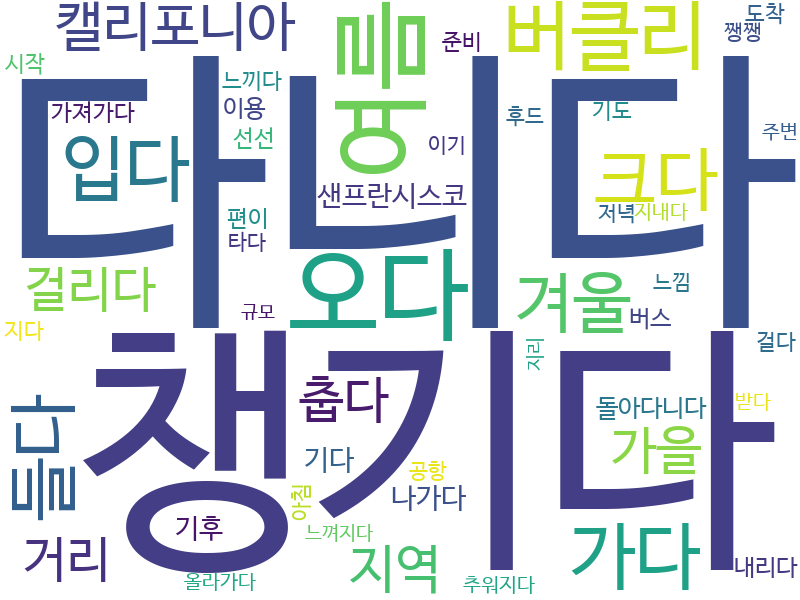 캘리포니아
버클리
도착
준비
쨍쨍
시작
느끼다
여름
가져가다
이용
후드
기도
주변
다니다
입다
선선
이기
크다
샌프란시스코
저녁
지내다
편이
타다
걸리다
오다
겨울
느낌
규모
버스
지다
걸다
지리
챙기다
춥다
돌아다니다
받다
들다
가을
기다
공항
나가다
아침
기후
느껴지다
거리
지역
가다
내리다
올라가다
추워지다